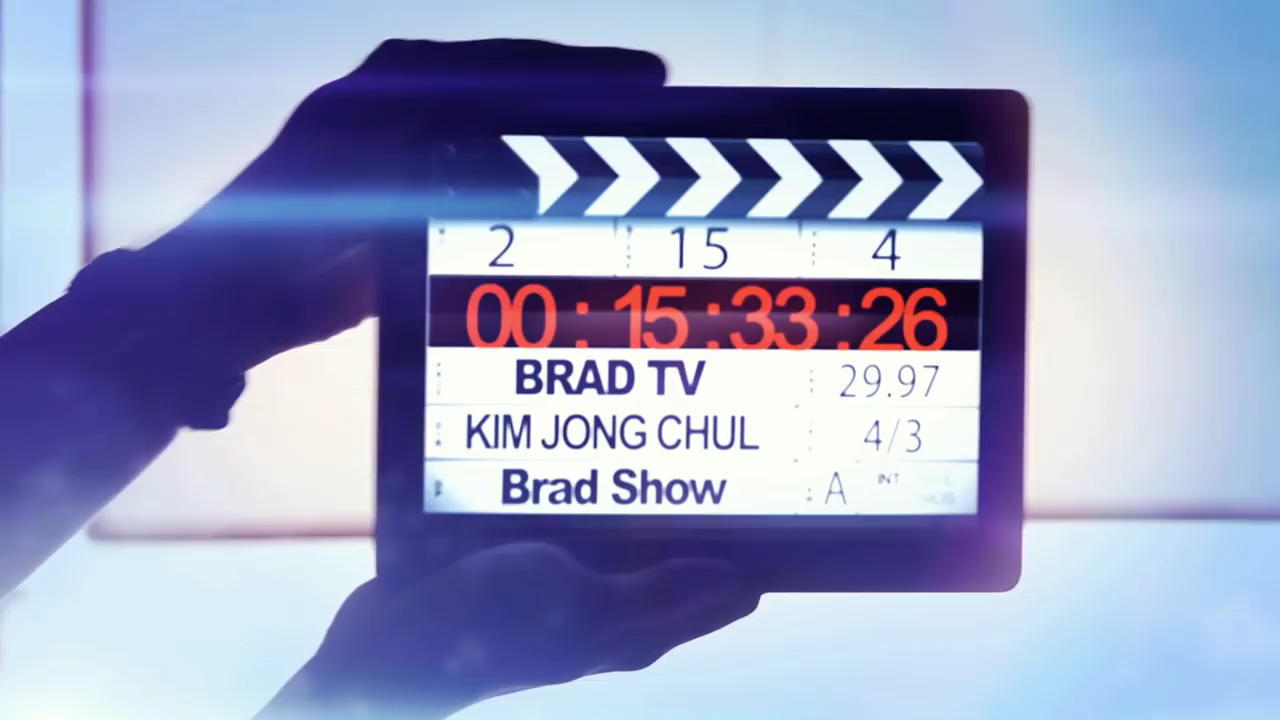 2 15 4
00 : 15 : 33 : 26
BRAD TV 29.97
KIM JONG CHUL 4/3
Brad Show A INT